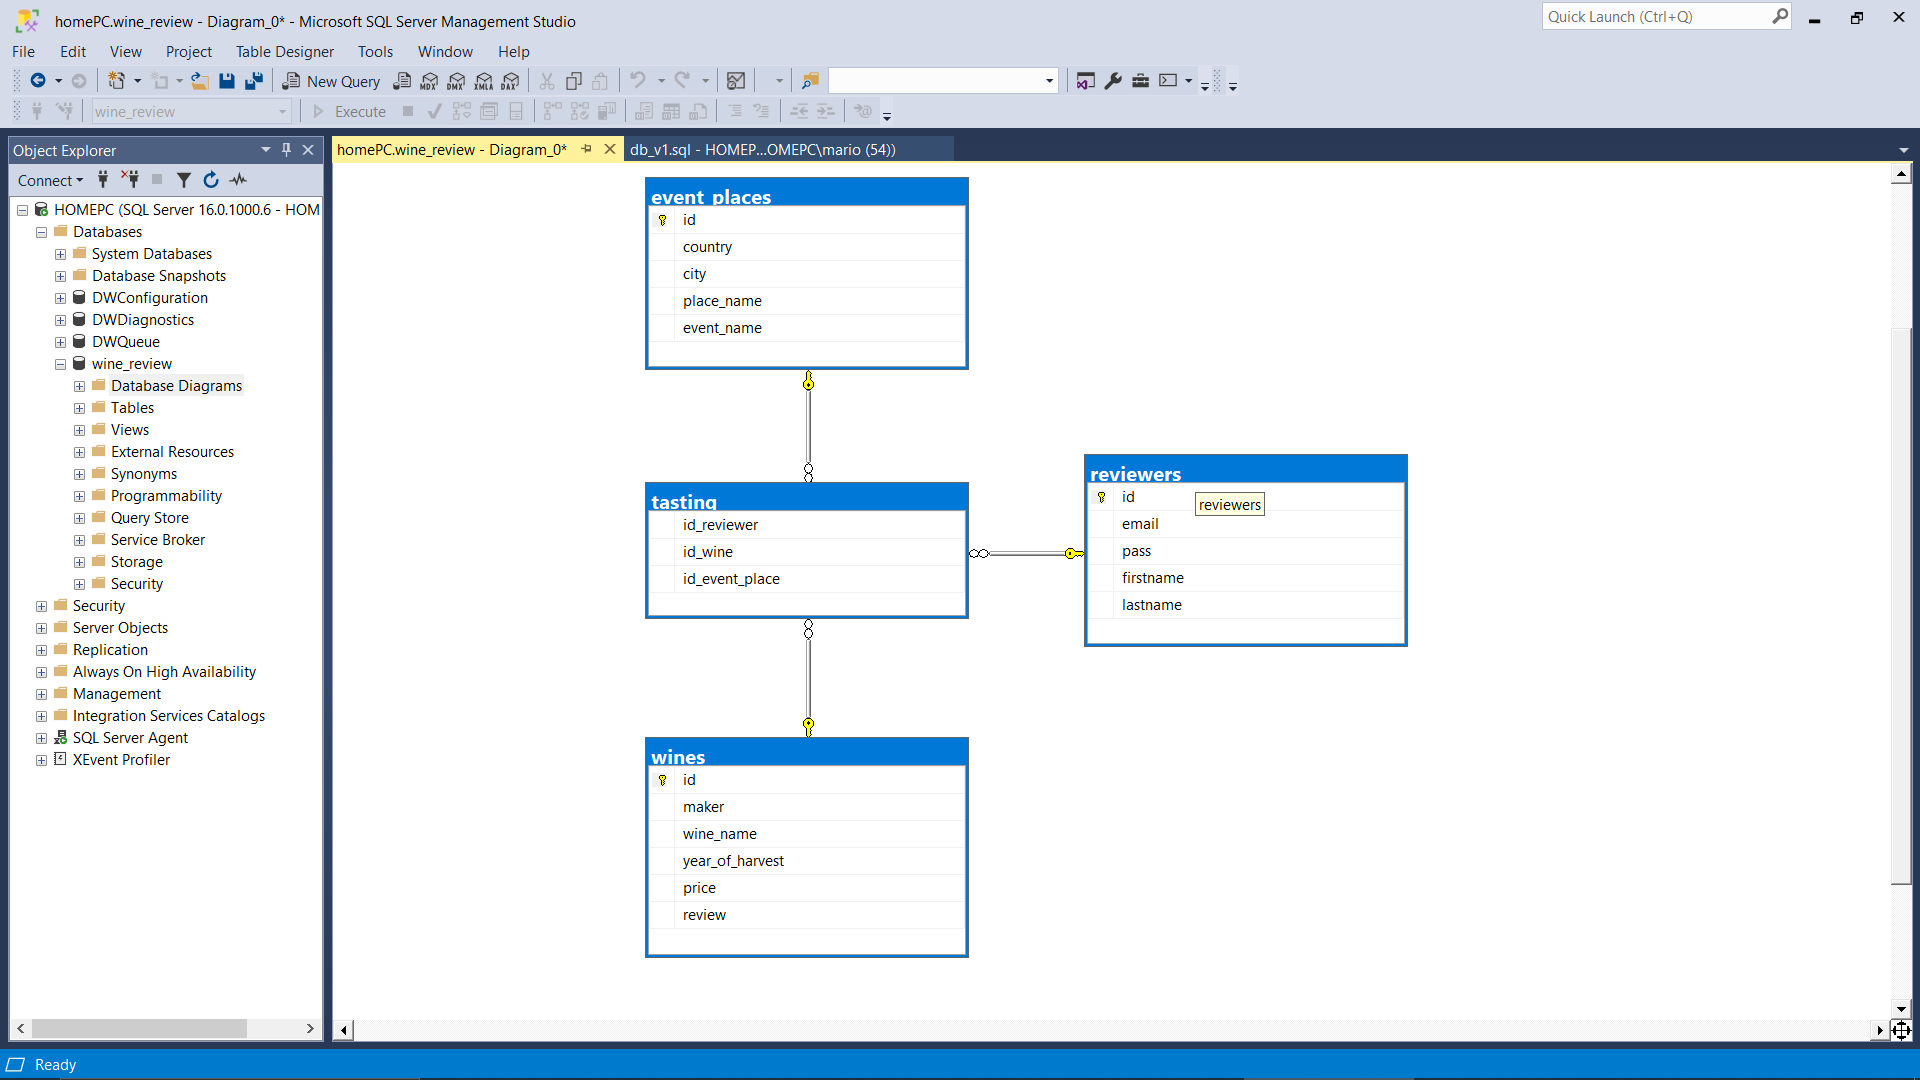 homePC.wine_review - Diagram_0* - Microsoft SQL Server Management Studio
Quick Launch (Ctrl+Q)
File Edit View Project Table Designer Tools Window Help
New Query MDX DMX XMLA DAX
wine_review Execute
Object Explorer
homePC.wine_review - Diagram_0*
db_v1.sql - HOMEP...OMEPC\mario (54))
Connect
HOMEPC (SQL Server 16.0.1000.6 - HOM
Databases
System Databases
Database Snapshots
DWConfiguration
DWDiagnostics
DWQueue
wine_review
Database Diagrams
Tables
Views
External Resources
Synonyms
Programmability
Query Store
Service Broker
Storage
Security
Security
Server Objects
Replication
Always On High Availability
Management
Integration Services Catalogs
SQL Server Agent
XEvent Profiler
event_places
id
country
city
place_name
event_name
tasting
id_reviewer
id_wine
id_event_place
reviewers
id
reviewers
email
pass
firstname
lastname
wines
id
maker
wine_name
year_of_harvest
price
review
Ready